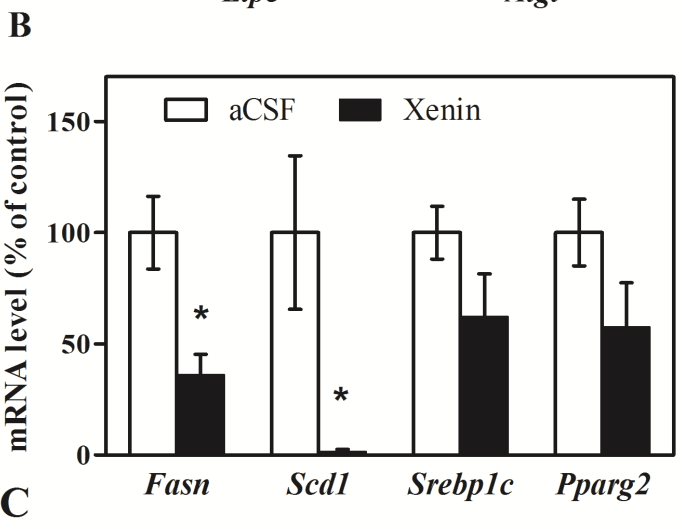 B
aCSF Xenin
mRNA level (% of control)
150
100
50
0
*
*
Fasn Scd1 Srebp1c Pparg2
C